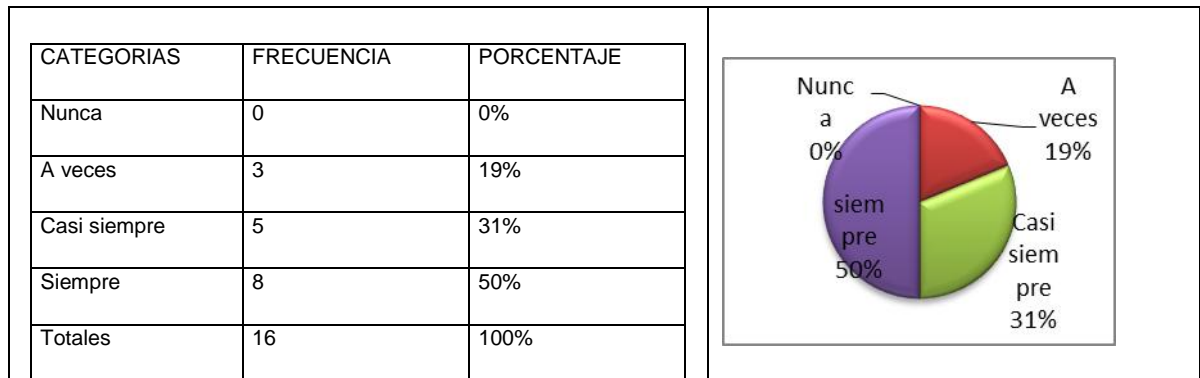 CATEGORIAS FRECUENCIA PORCENTAJE
Nunca 0 0%
A veces 3 19%
Casi siempre 5 31%
Siempre 8 50%
Totales 16 100%
Nunc
a
0%
A
veces
19%
Casi
siem
pre
31%
siem
pre
50%